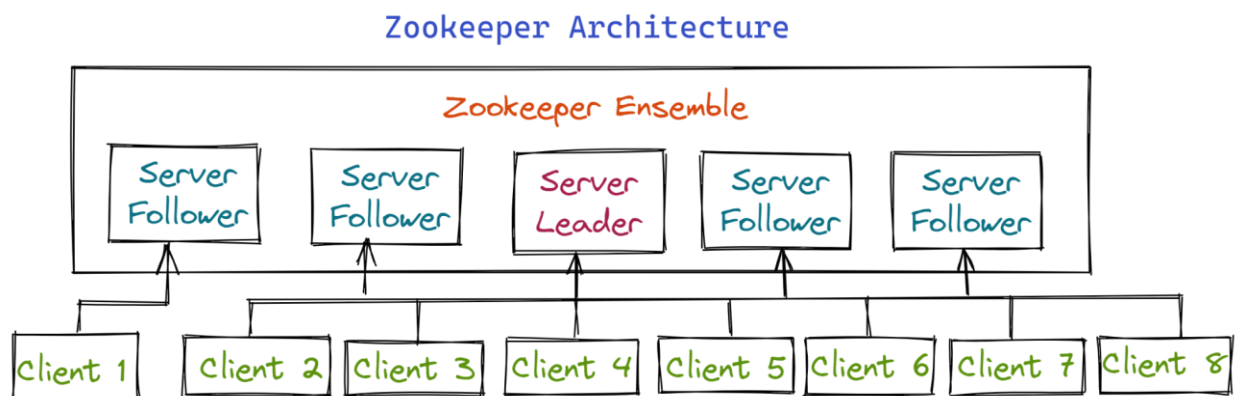 Zookeeper Architecture
Zookeeper Ensemble
Server
Follower
Server
Follower
Server
Leader
Server
Follower
Server
Follower
Client 1
Client 2
Client 3
Client 4
Client 5
Client 6
Client 7
Client 8